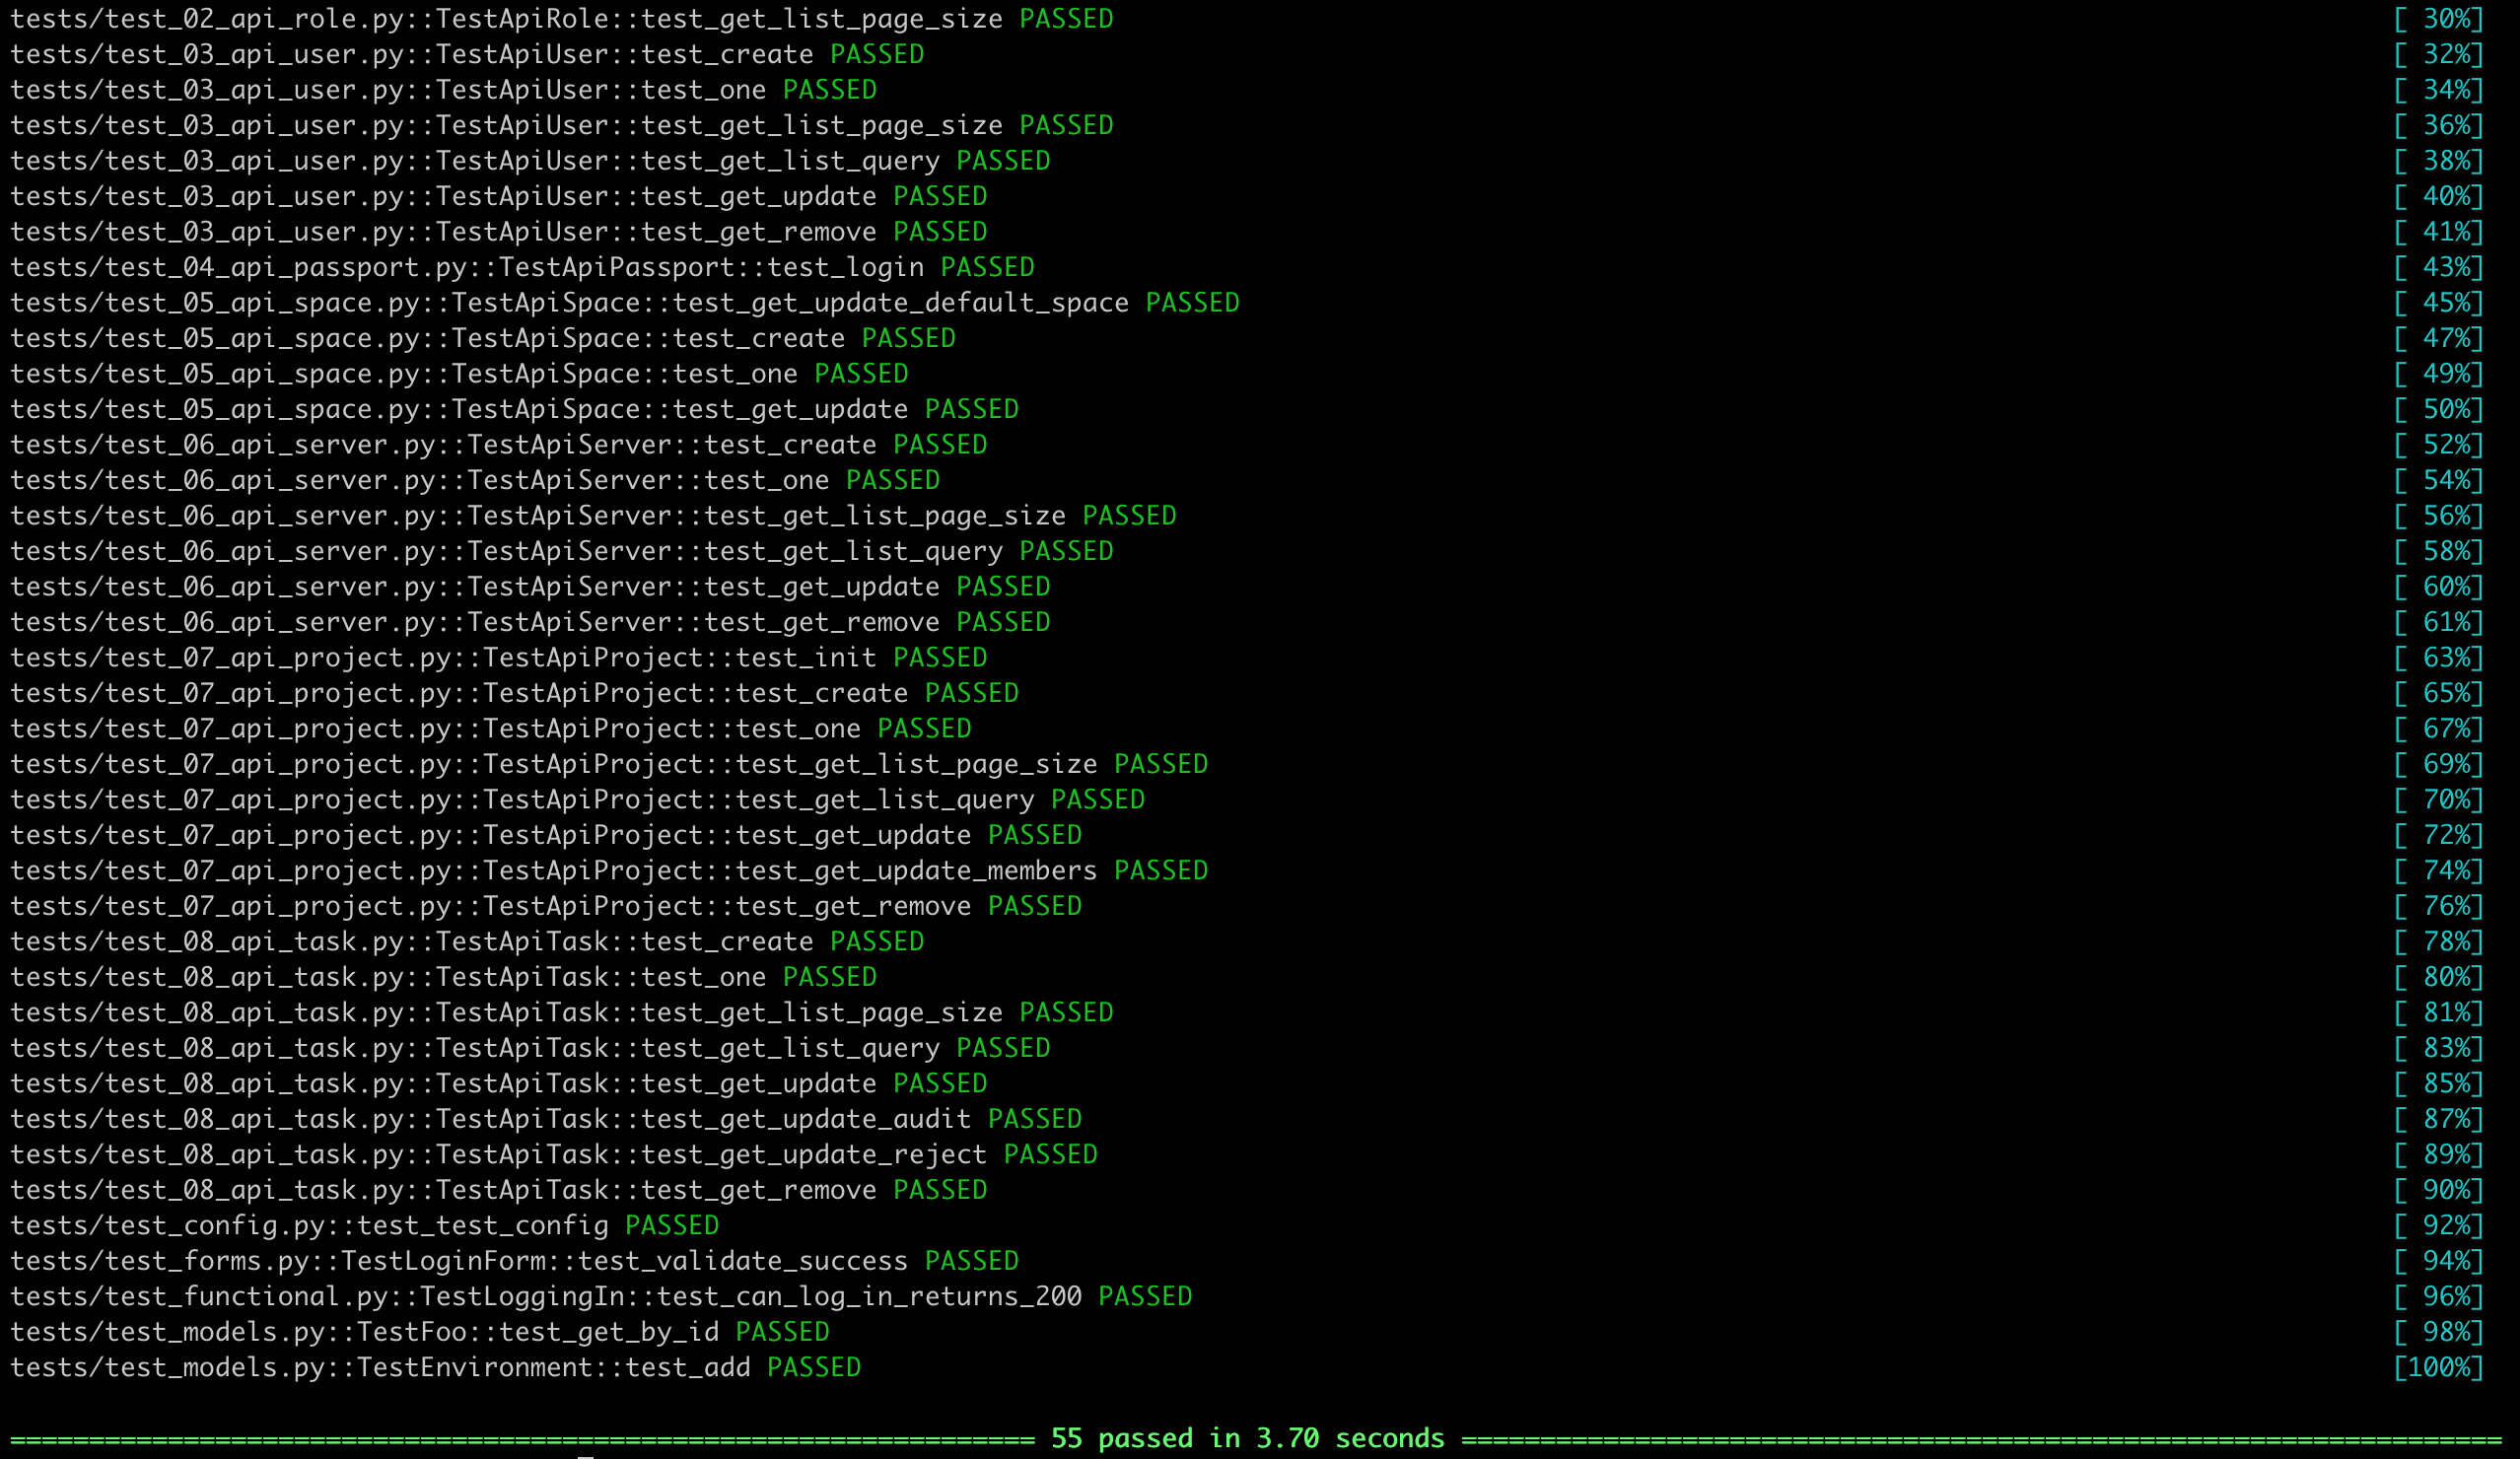 tests/test_02_api_role.py::TestApiRole::test_get_list_page_size PASSED [ 30%]
tests/test_03_api_user.py::TestApiUser::test_create PASSED [ 32%]
tests/test_03_api_user.py::TestApiUser::test_one PASSED [ 34%]
tests/test_03_api_user.py::TestApiUser::test_get_list_page_size PASSED [ 36%]
tests/test_03_api_user.py::TestApiUser::test_get_list_query PASSED [ 38%]
tests/test_03_api_user.py::TestApiUser::test_get_update PASSED [ 40%]
tests/test_03_api_user.py::TestApiUser::test_get_remove PASSED [ 41%]
tests/test_04_api_passport.py::TestApiPassport::test_login PASSED [ 43%]
tests/test_05_api_space.py::TestApiSpace::test_get_update_default_space PASSED [ 45%]
tests/test_05_api_space.py::TestApiSpace::test_create PASSED [ 47%]
tests/test_05_api_space.py::TestApiSpace::test_one PASSED [ 49%]
tests/test_05_api_space.py::TestApiSpace::test_get_update PASSED [ 50%]
tests/test_06_api_server.py::TestApiServer::test_create PASSED [ 52%]
tests/test_06_api_server.py::TestApiServer::test_one PASSED [ 54%]
tests/test_06_api_server.py::TestApiServer::test_get_list_page_size PASSED [ 56%]
tests/test_06_api_server.py::TestApiServer::test_get_list_query PASSED [ 58%]
tests/test_06_api_server.py::TestApiServer::test_get_update PASSED [ 60%]
tests/test_06_api_server.py::TestApiServer::test_get_remove PASSED [ 61%]
tests/test_07_api_project.py::TestApiProject::test_init PASSED [ 63%]
tests/test_07_api_project.py::TestApiProject::test_create PASSED [ 65%]
tests/test_07_api_project.py::TestApiProject::test_one PASSED [ 67%]
tests/test_07_api_project.py::TestApiProject::test_get_list_page_size PASSED [ 69%]
tests/test_07_api_project.py::TestApiProject::test_get_list_query PASSED [ 70%]
tests/test_07_api_project.py::TestApiProject::test_get_update PASSED [ 72%]
tests/test_07_api_project.py::TestApiProject::test_get_update_members PASSED [ 74%]
tests/test_07_api_project.py::TestApiProject::test_get_remove PASSED [ 76%]
tests/test_08_api_task.py::TestApiTask::test_create PASSED [ 78%]
tests/test_08_api_task.py::TestApiTask::test_one PASSED [ 80%]
tests/test_08_api_task.py::TestApiTask::test_get_list_page_size PASSED [ 81%]
tests/test_08_api_task.py::TestApiTask::test_get_list_query PASSED [ 83%]
tests/test_08_api_task.py::TestApiTask::test_get_update PASSED [ 85%]
tests/test_08_api_task.py::TestApiTask::test_get_update_audit PASSED [ 87%]
tests/test_08_api_task.py::TestApiTask::test_get_update_reject PASSED [ 89%]
tests/test_08_api_task.py::TestApiTask::test_get_remove PASSED [ 90%]
tests/test_config.py::test_test_config PASSED [ 92%]
tests/test_forms.py::TestLoginForm::test_validate_success PASSED [ 94%]
tests/test_functional.py::TestLoggingIn::test_can_log_in_returns_200 PASSED [ 96%]
tests/test_models.py::TestFoo::test_get_by_id PASSED [ 98%]
tests/test_models.py::TestEnvironment::test_add PASSED [100%]
================================================================= 55 passed in 3.70 seconds ==================================================================